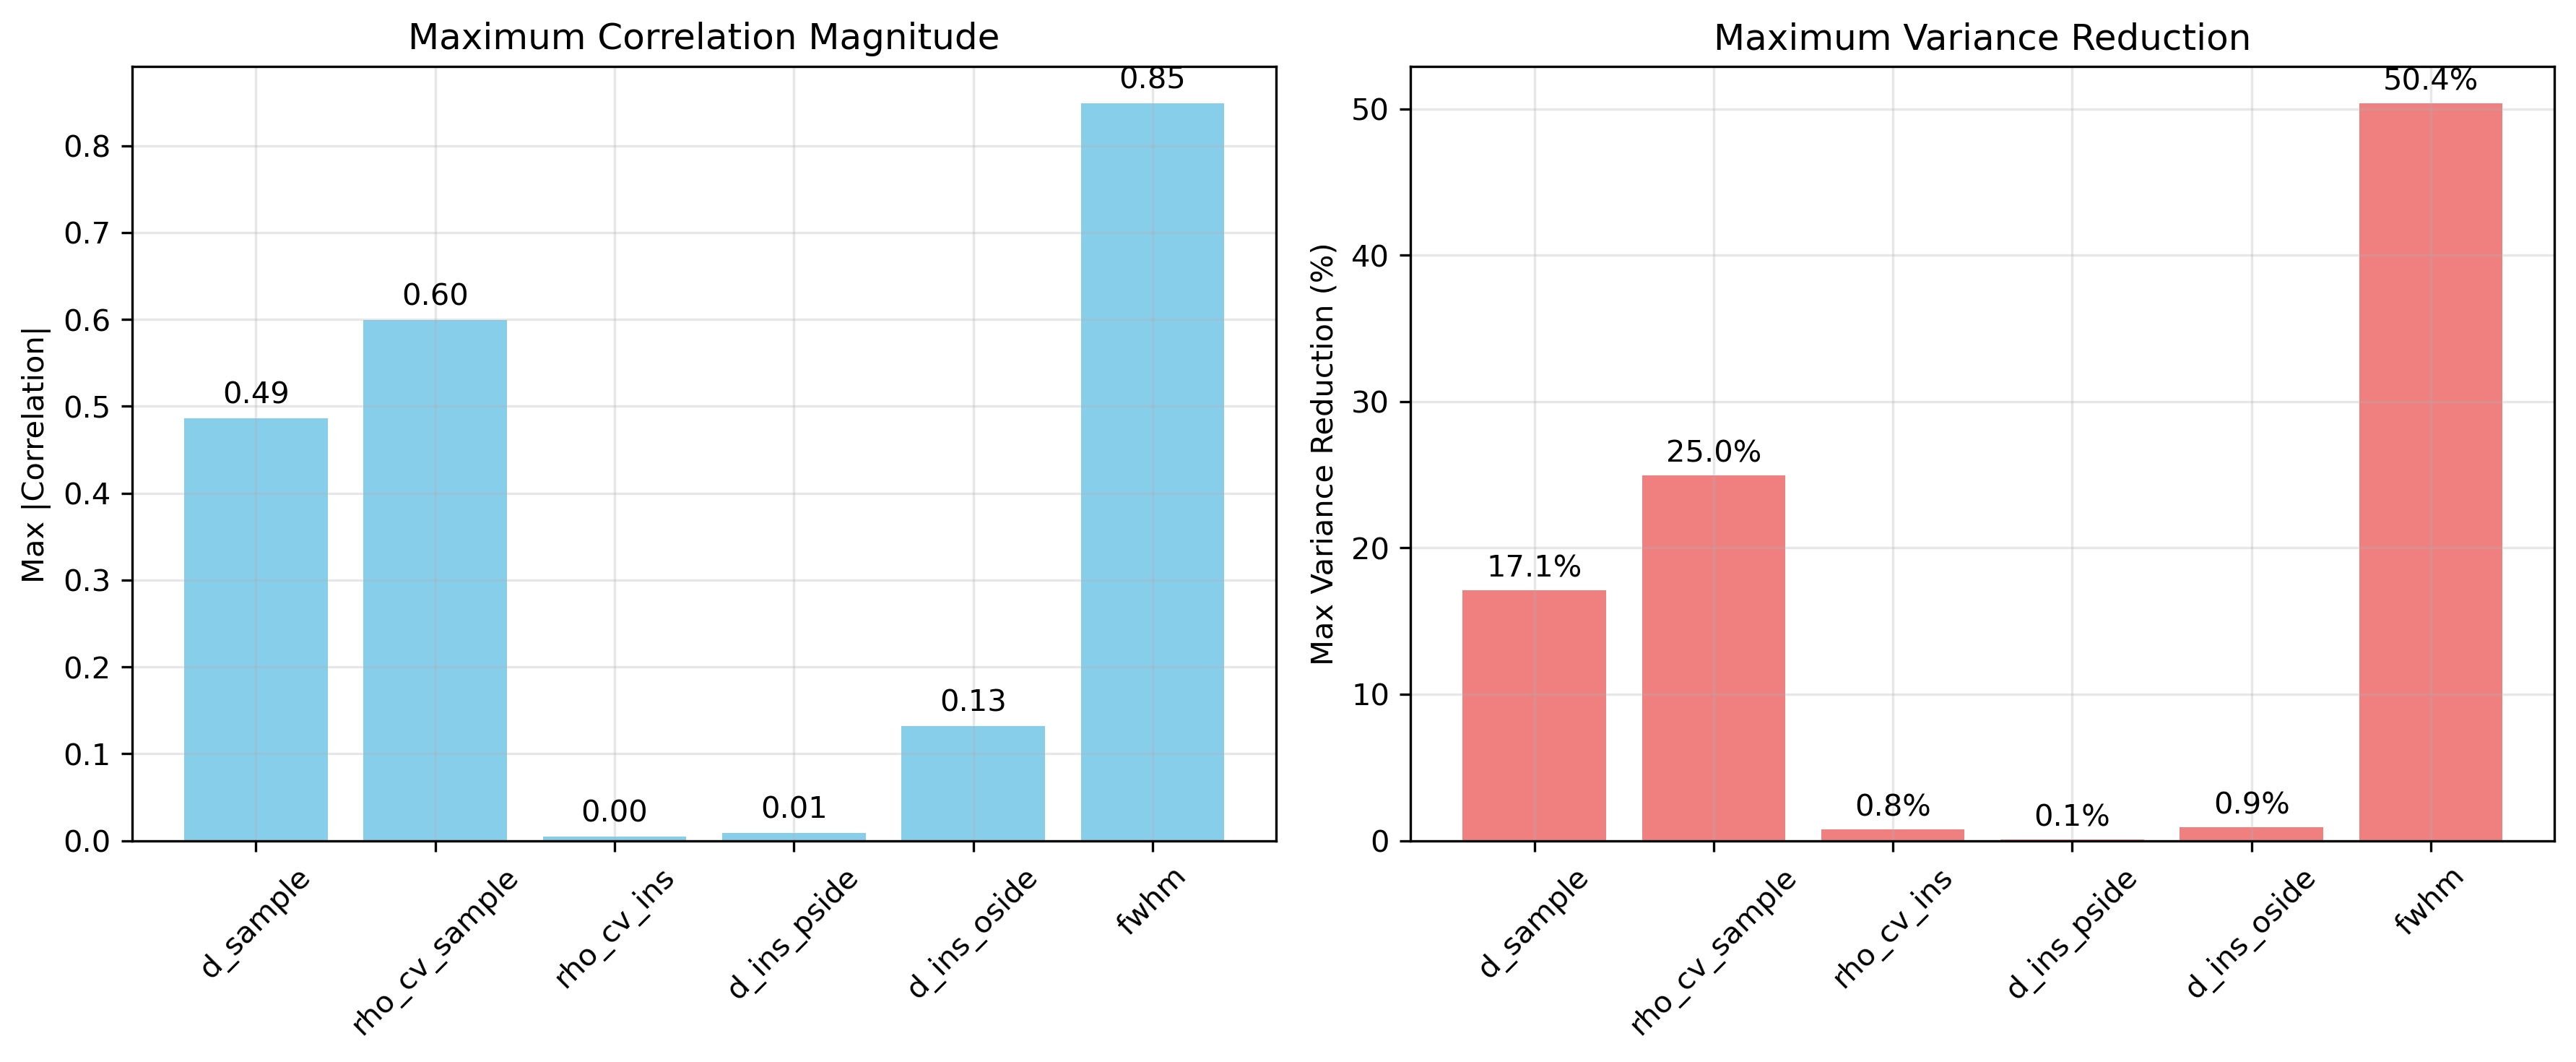 Maximum Correlation Magnitude
Max |Correlation|
0.8
0.7
0.6
0.5
0.4
0.3
0.2
0.1
0.0
0.49
0.60
0.00
0.01
0.13
0.85
d_sample
rho_cv_sample
rho_cv_ins
d_ins_pside
d_ins_oside
fwhm
Maximum Variance Reduction
Max Variance Reduction (%)
50
40
30
20
10
0
17.1%
25.0%
0.8%
0.1%
0.9%
50.4%
d_sample
rho_cv_sample
rho_cv_ins
d_ins_pside
d_ins_oside
fwhm